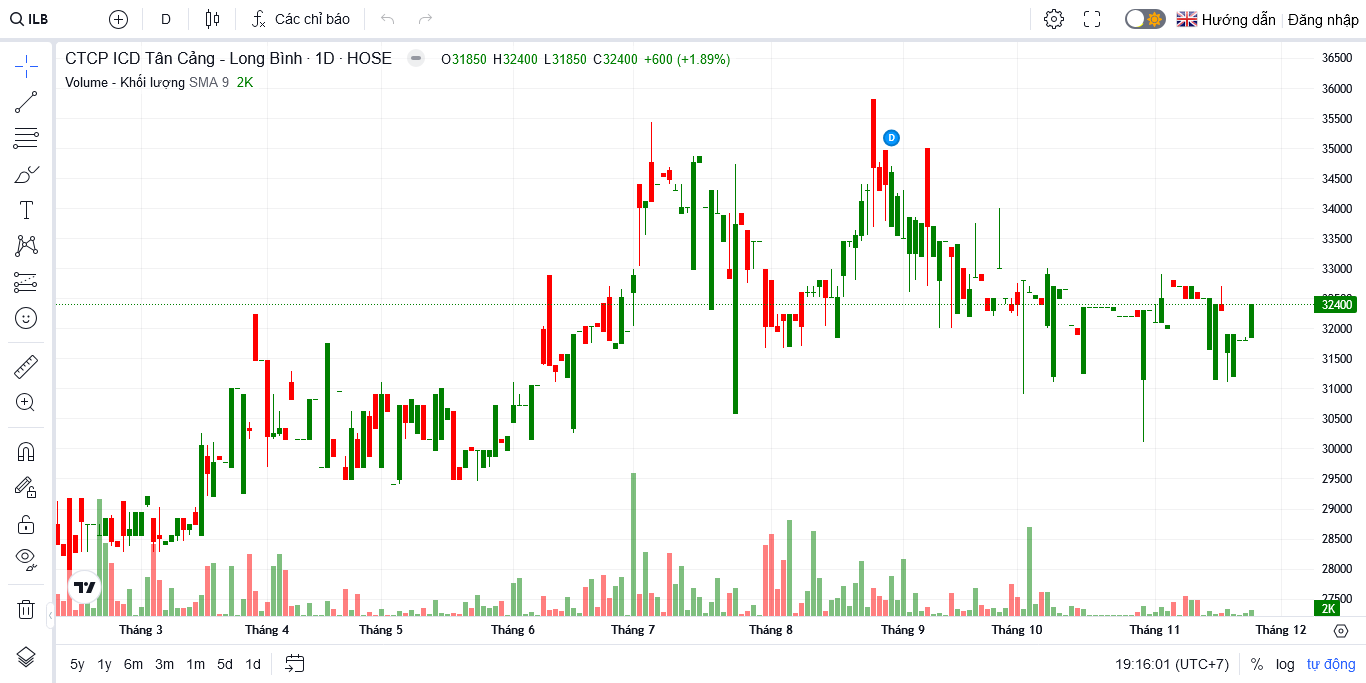 ILB D Các chỉ báo Hướng dẫn Đăng nhập
CTCP ICD Tân Cảng - Long Bình · 1D · HOSE O31850 H32400 L31850 C32400 +600 (+1.89%)
Volume - Khối lượng SMA 9 2K
D
36500
36000
35500
35000
34500
34000
33500
33000
32400
32000
31500
31000
30500
30000
29500
29000
28500
28000
27500
2K
Tháng 3 Tháng 4 Tháng 5 Tháng 6 Tháng 7 Tháng 8 Tháng 9 Tháng 10 Tháng 11 Tháng 12
5y 1y 6m 3m 1m 5d 1d 19:16:01 (UTC+7) % log tự động